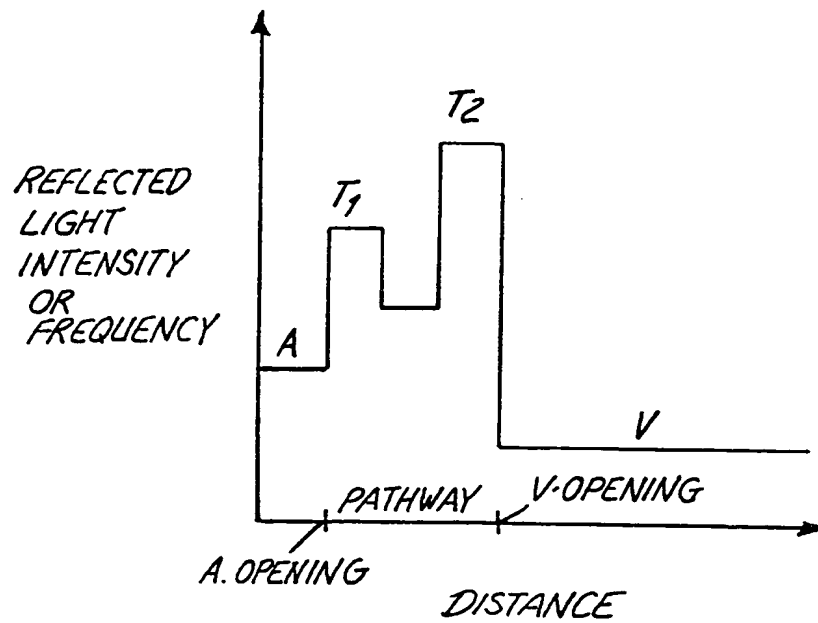 T2
REFLECTED
LIGHT
INTENSITY
OR
FREQUENCY
T1
A
V
PATHWAY
V-OPENING
A. OPENING
DISTANCE